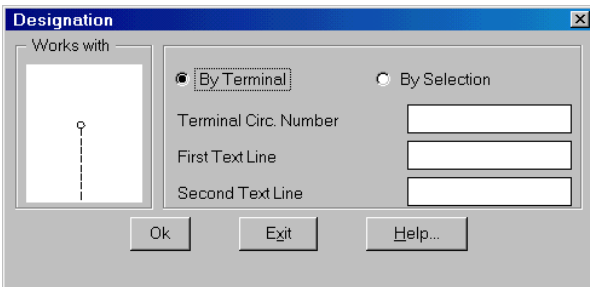 Designation
Works with
By Terminal By Selection
Terminal Circ. Number
First Text Line
Second Text Line
Ok Exit Help...